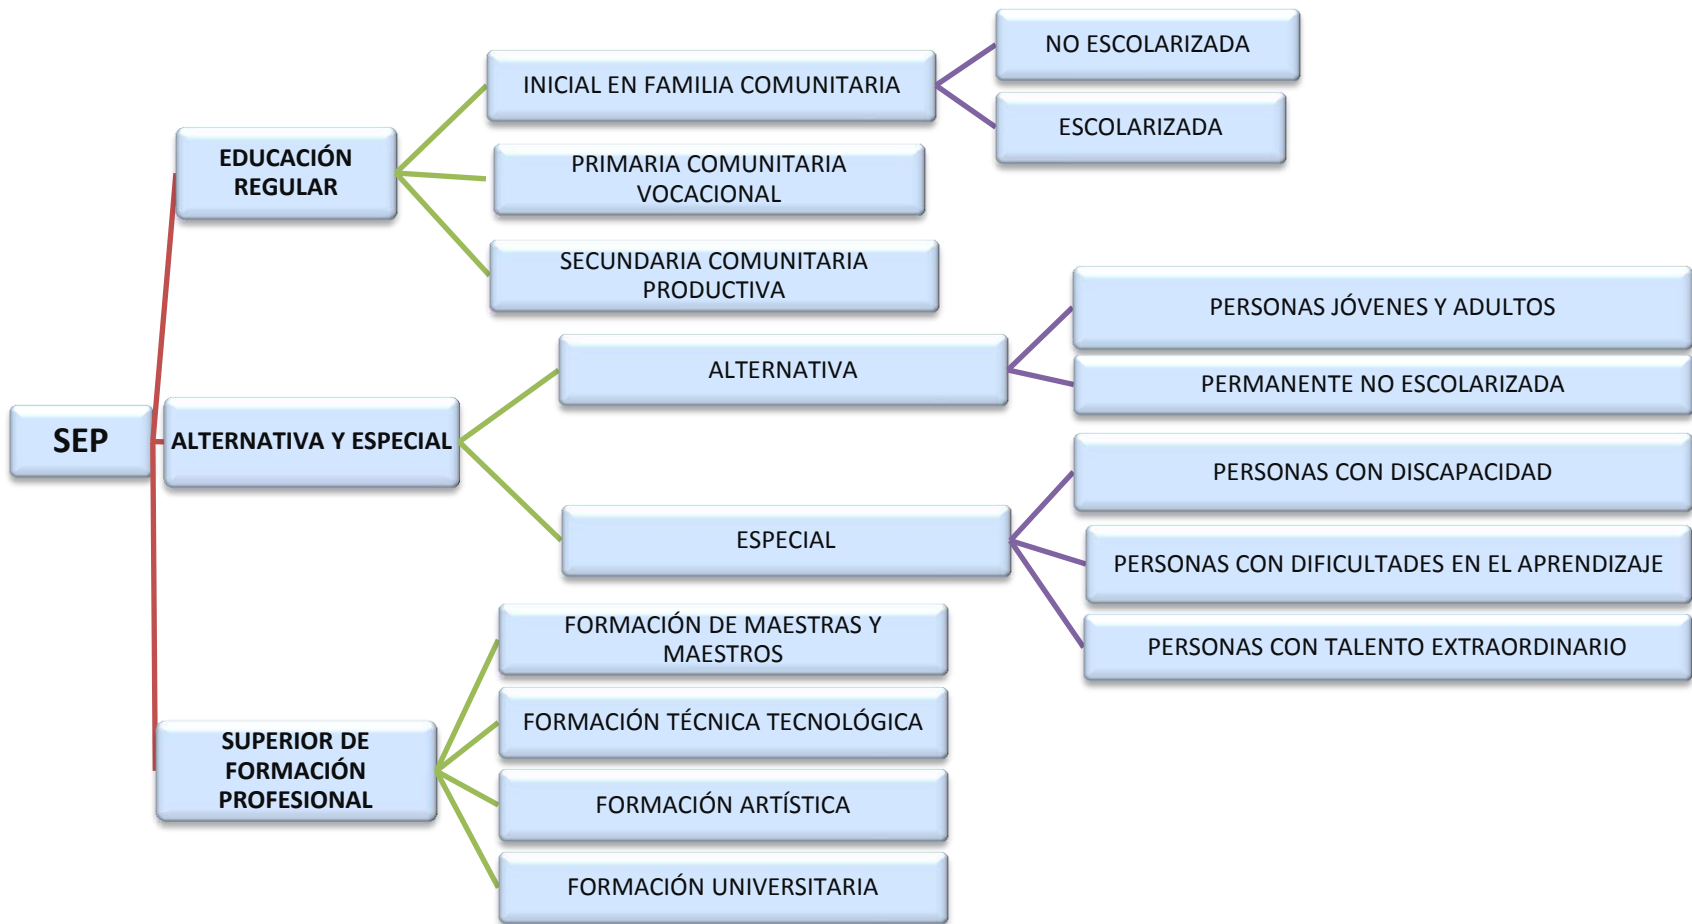 SEP
EDUCACIÓN
REGULAR
INICIAL EN FAMILIA COMUNITARIA
NO ESCOLARIZADA
ESCOLARIZADA
PRIMARIA COMUNITARIA
VOCACIONAL
SECUNDARIA COMUNITARIA
PRODUCTIVA
ALTERNATIVA Y ESPECIAL
ALTERNATIVA
PERSONAS JÓVENES Y ADULTOS
PERMANENTE NO ESCOLARIZADA
ESPECIAL
PERSONAS CON DISCAPACIDAD
PERSONAS CON DIFICULTADES EN EL APRENDIZAJE
PERSONAS CON TALENTO EXTRAORDINARIO
SUPERIOR DE
FORMACIÓN
PROFESIONAL
FORMACIÓN DE MAESTRAS Y
MAESTROS
FORMACIÓN TÉCNICA TECNOLÓGICA
FORMACIÓN ARTÍSTICA
FORMACIÓN UNIVERSITARIA